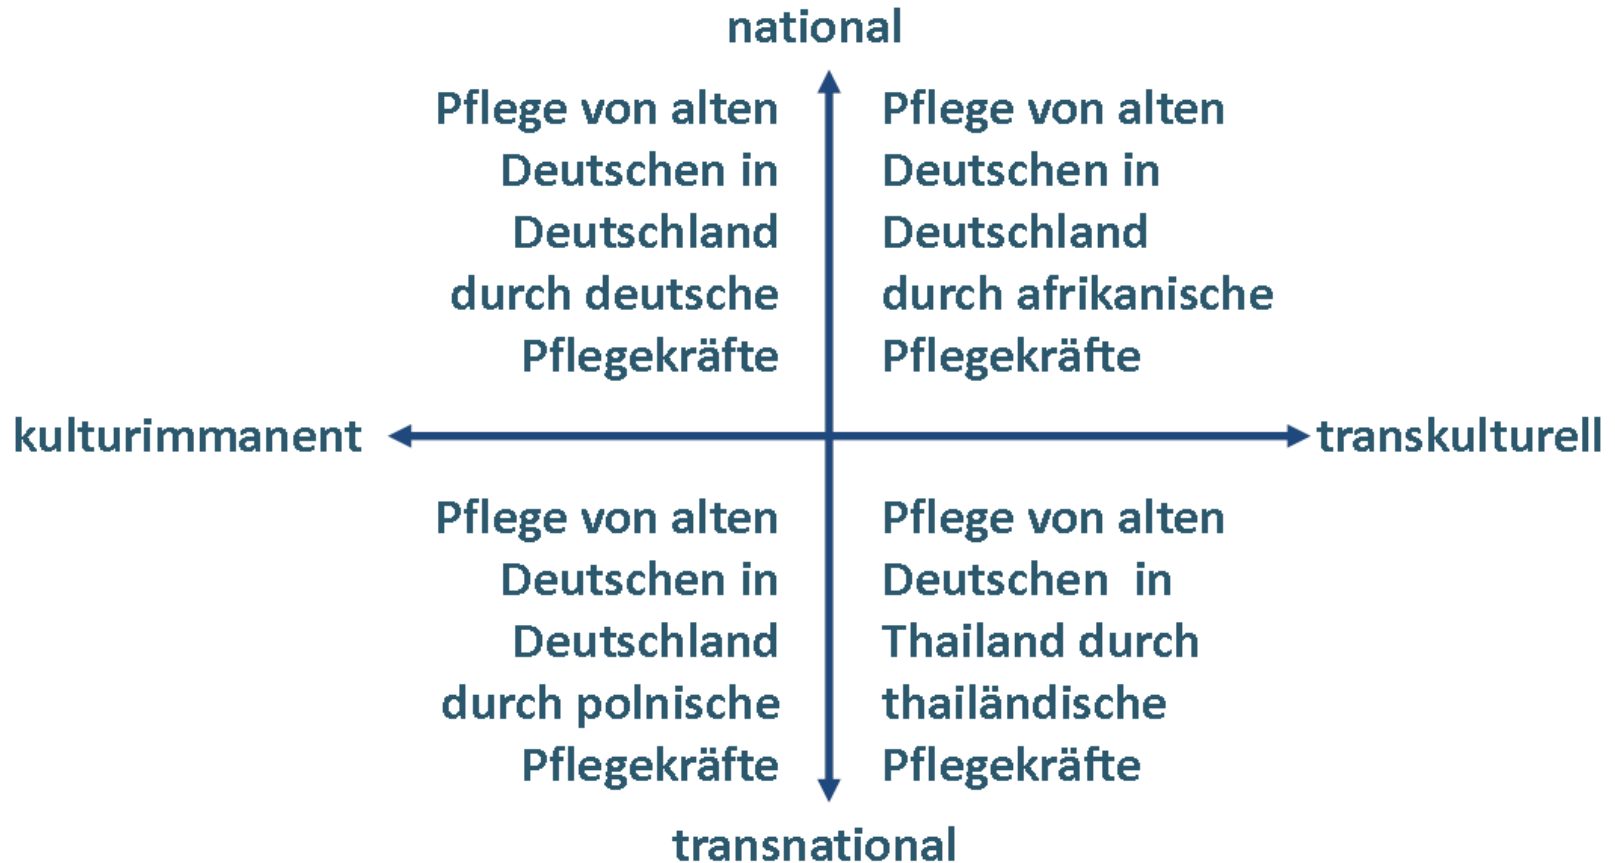 national
Pflege von alten
Deutschen in
Deutschland
durch deutsche
Pflegekräfte
Pflege von alten
Deutschen in
Deutschland
durch afrikanische
Pflegekräfte
kulturimmanent
transkulturell
Pflege von alten
Deutschen in
Deutschland
durch polnische
Pflegekräfte
Pflege von alten
Deutschen in
Thailand durch
thailändische
Pflegekräfte
transnational